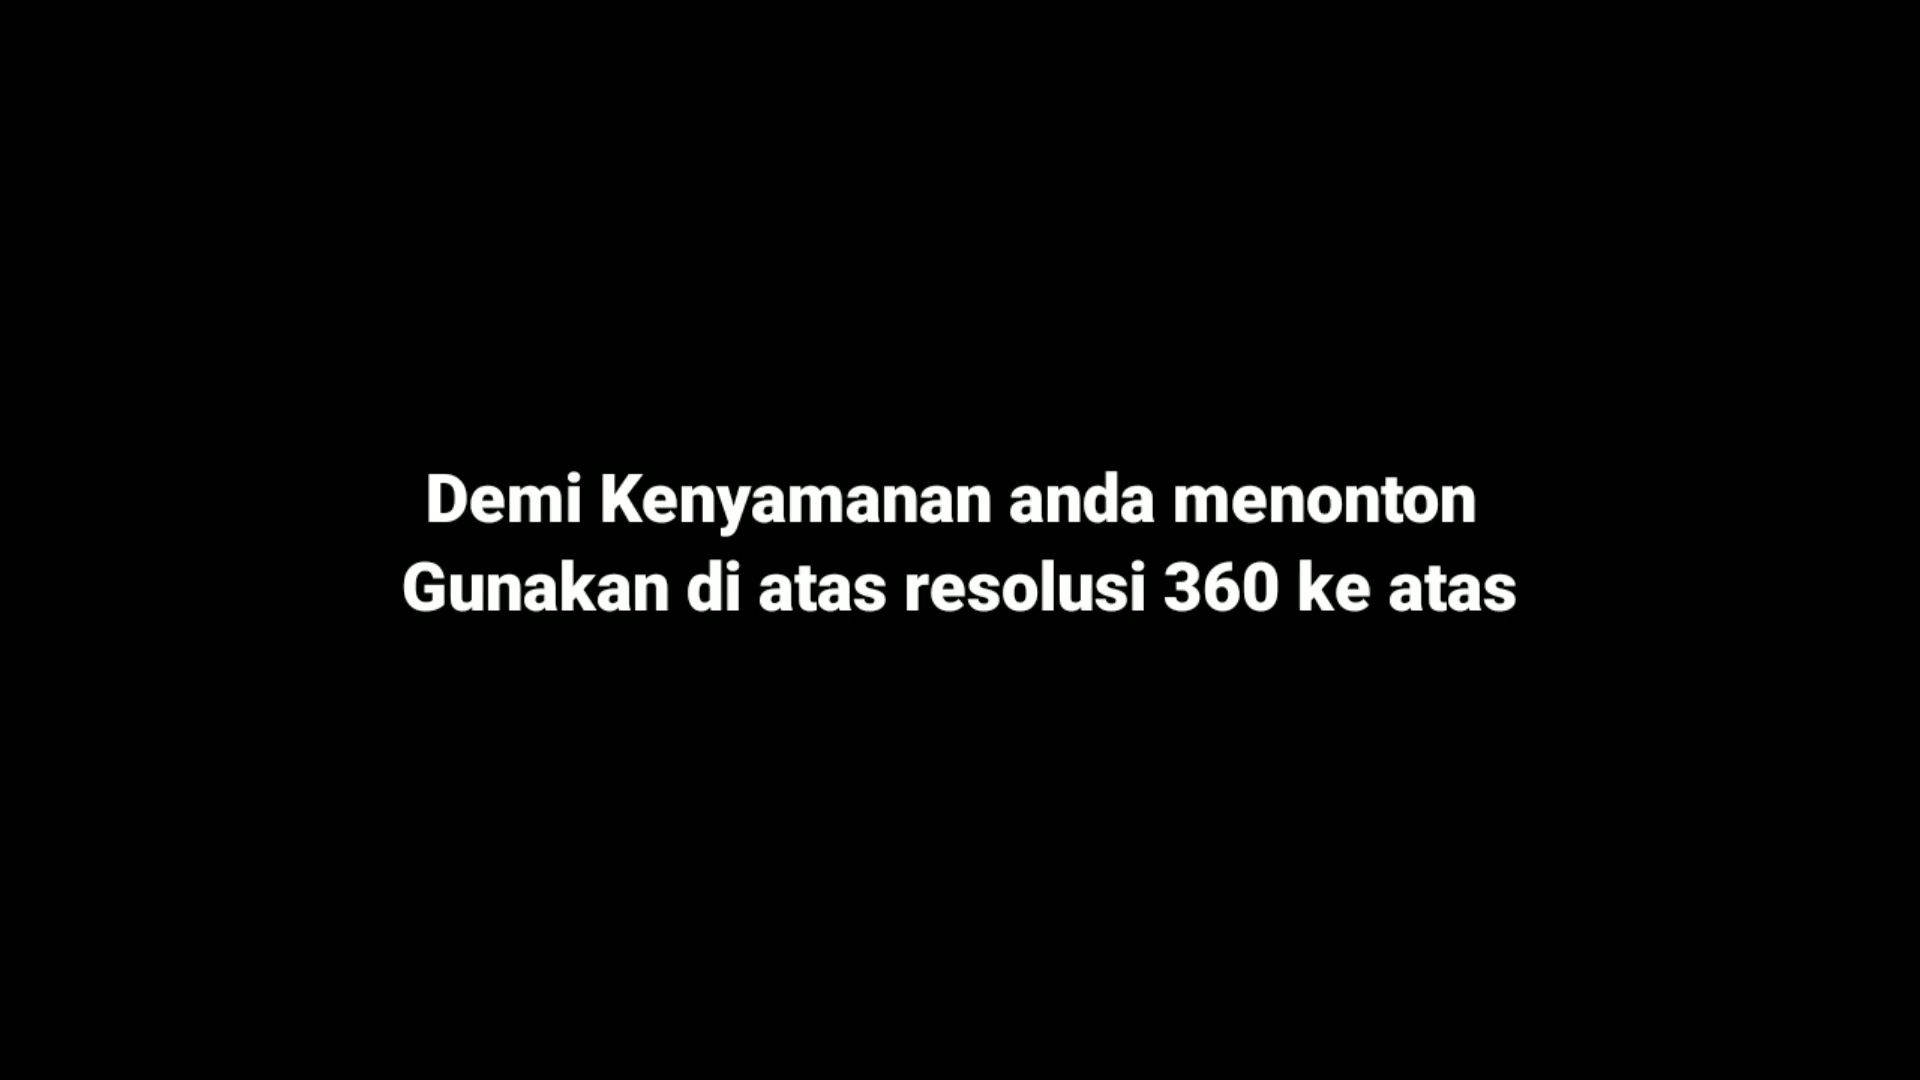 Demi Kenyamanan anda menonton
Gunakan di atas resolusi 360 ke atas